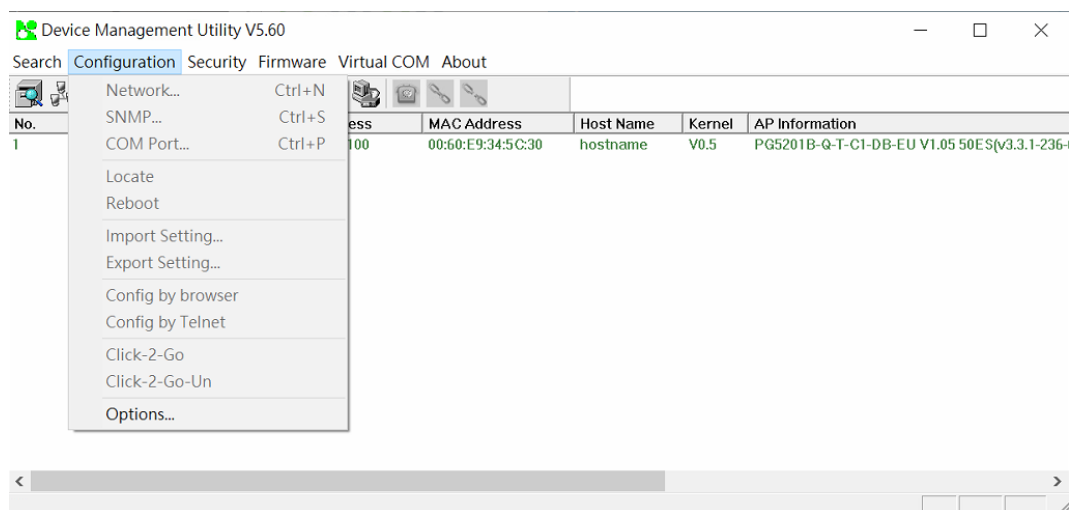 Device Management Utility V5.60
Search Configuration Security Firmware Virtual COM About
Network... Ctrl+N
SNMP... Ctrl+S
COM Port... Ctrl+P
Locate
Reboot
Import Setting...
Export Setting...
Config by browser
Config by Telnet
Click-2-Go
Click-2-Go-Un
Options...
No. ess MAC Address Host Name Kernel AP Information
1 100 00:60:E9:34:5C:30 hostname V0.5 PG5201B-Q-T-C1-DB-EU V1.05 50ES(v3.3.1-236-